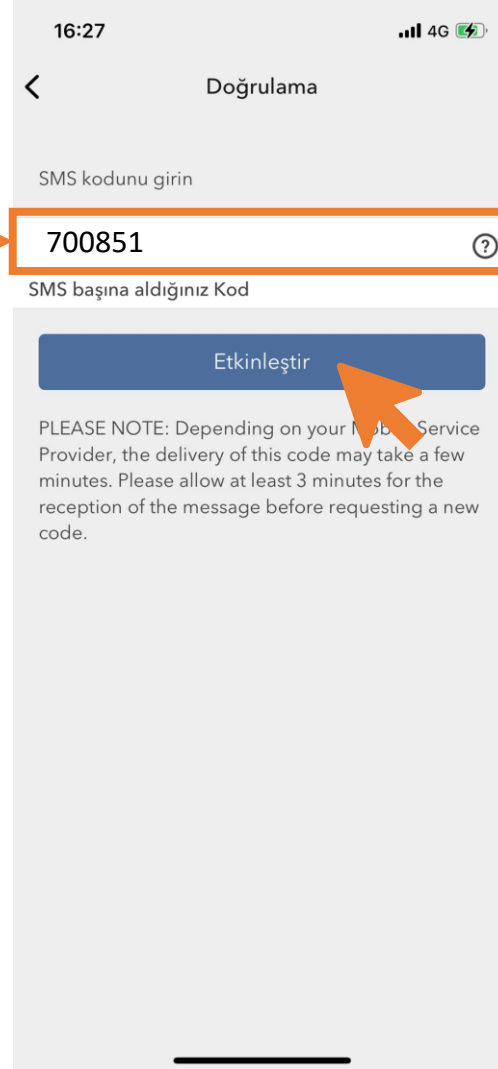 16:27
4G
Doğrulama
SMS kodunu girin
700851
?
SMS başına aldığınız Kod
Etkinleştir
PLEASE NOTE: Depending on your Mobile Service
Provider, the delivery of this code may take a few
minutes. Please allow at least 3 minutes for the
reception of the message before requesting a new
code.